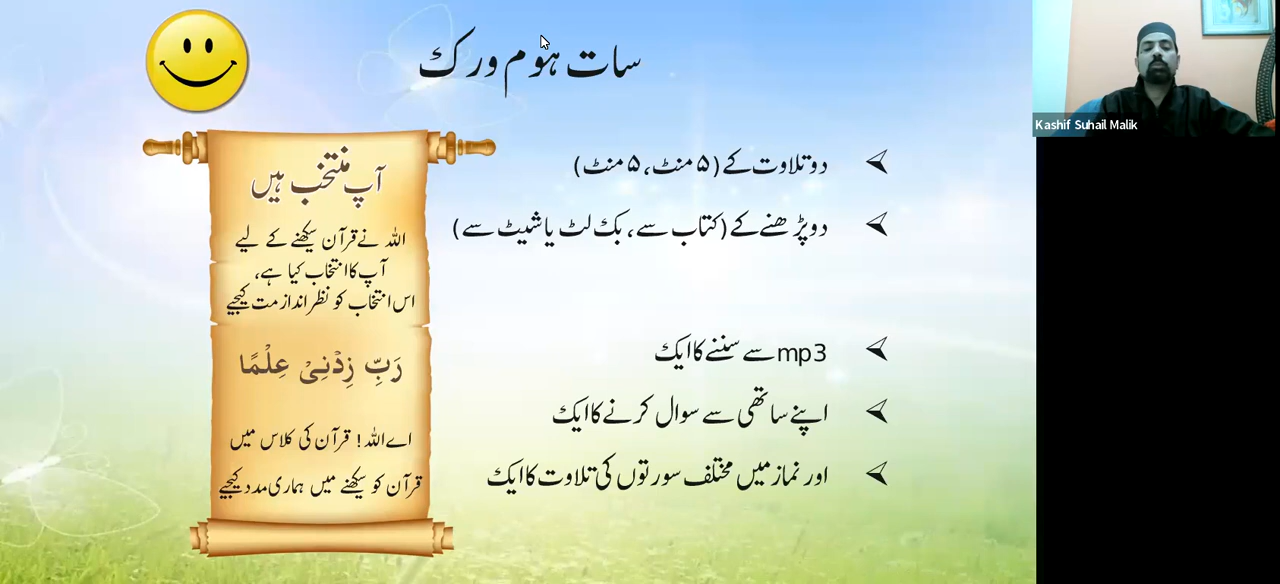 سات ہوم ورک
دو تلاوت کے (۵ منٹ، ۵ منٹ)
دو پڑھنے کے (کتاب سے، بک لٹ یا شیٹ سے)
mp3 سے سننے کا ایک
اپنے ساتھی سے سوال کرنے کا ایک
اور نماز میں مختلف سورتوں کی تلاوت کا ایک
آپ منتخب ہیں
اللہ نے قرآن سیکھنے کے لیے
آپ کا انتخاب کیا ہے،
اس انتخاب کو نظر انداز مت کیجیے
رَبِّ زِدْنِیْ عِلْمًا
اے اللہ! قرآن کی کلاس میں
قرآن کو سیکھنے میں ہماری مدد کیجیے
Kashif Suhail Malik